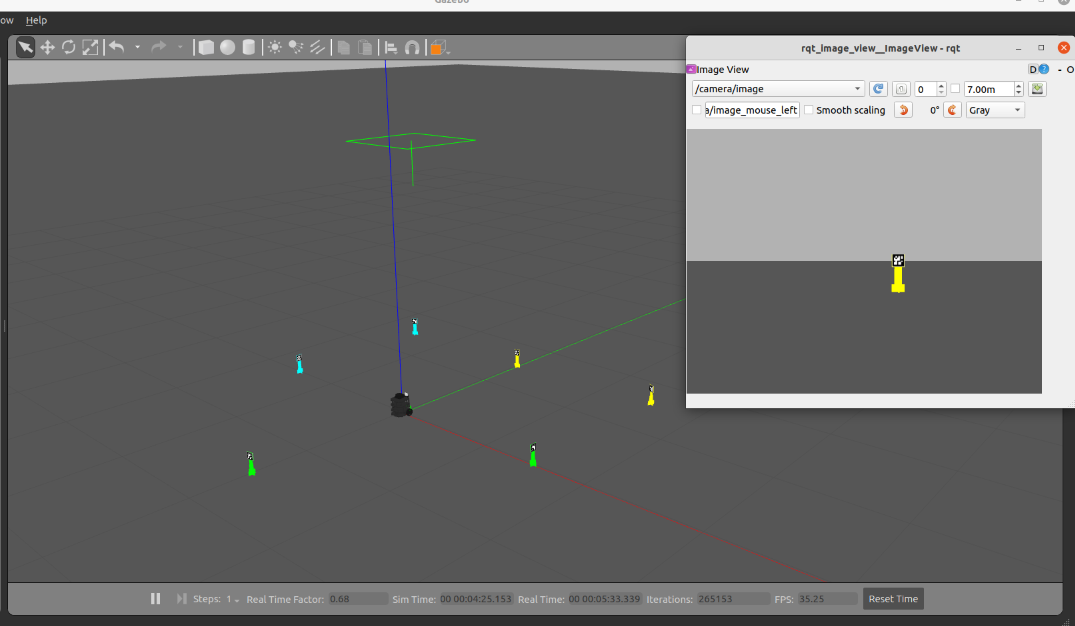 Gazebo
ow Help
rqt_image_view__ImageView - rqt
Image View
D
- O
/camera/image
0
7.00m
a/image_mouse_left
Smooth scaling
0°
Gray
Steps: 1
Real Time Factor: 0.68
Sim Time: 00 00:04:25.153
Real Time: 00 00:05:33.339
Iterations: 265153
FPS: 35.25
Reset Time